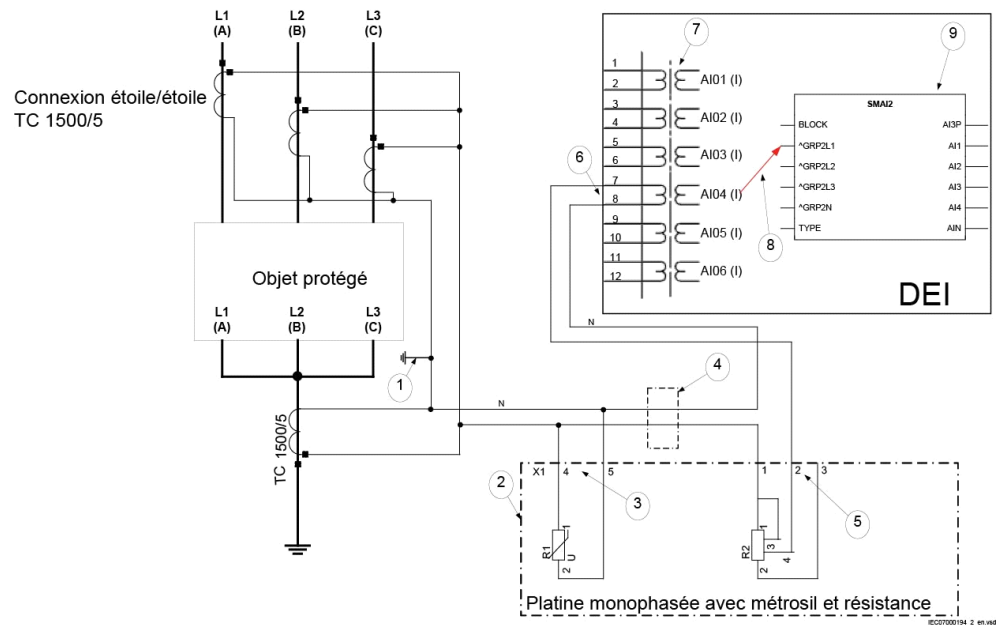 L1 L2 L3
(A) (B) (C)
Connexion étoile/étoile
TC 1500/5
Objet protégé
L1 L2 L3
(A) (B) (C)
TC 1500/5
1
N
7
9
1
2
3
4
5
6
7
8
9
10
11
12
AI01 (I)
AI02 (I)
AI03 (I)
AI04 (I)
AI05 (I)
AI06 (I)
6
SMAI2
BLOCK AI3P
^GRP2L1 AI1
^GRP2L2 AI2
^GRP2L3 AI3
^GRP2N AI4
TYPE AIN
8
DEI
N
4
X1 4 5 1 2 3
2
3
5
R1
1
U
2
R2
1
3
4
2
Platine monophasée avec métrosil et résistance
IEC07000194_2_en.vsd